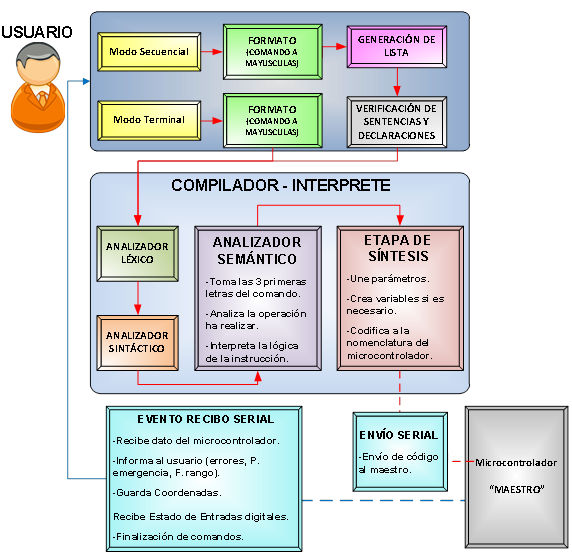 USUARIO
Modo Secuencial
FORMATO
(COMANDO A
MAYUSCULAS)
GENERACIÓN DE
LISTA
Modo Terminal
FORMATO
(COMANDO A
MAYUSCULAS)
VERIFICACIÓN DE
SENTENCIAS Y
DECLARACIONES
COMPILADOR - INTERPRETE
ANALIZADOR
LÉXICO
ANALIZADOR
SINTÁCTICO
ANALIZADOR
SEMÁNTICO
-Toma las 3 primeras
letras del comando.
-Analiza la operación
ha realizar.
-Interpreta la lógica
de la instrucción.
ETAPA DE
SÍNTESIS
-Une parámetros.
-Crea variables si es
necesario.
-Codifica a la
nomenclatura del
microcontrolador.
EVENTO RECIBO SERIAL
-Recibe dato del microcontrolador.
-Informa al usuario (errores, P.
emergencia, F. rango).
-Guarda Coordenadas.
Recibe Estado de Entradas digitales.
-Finalización de comandos.
ENVÍO SERIAL
-Envío de código
al maestro.
Microcontrolador
“MAESTRO”